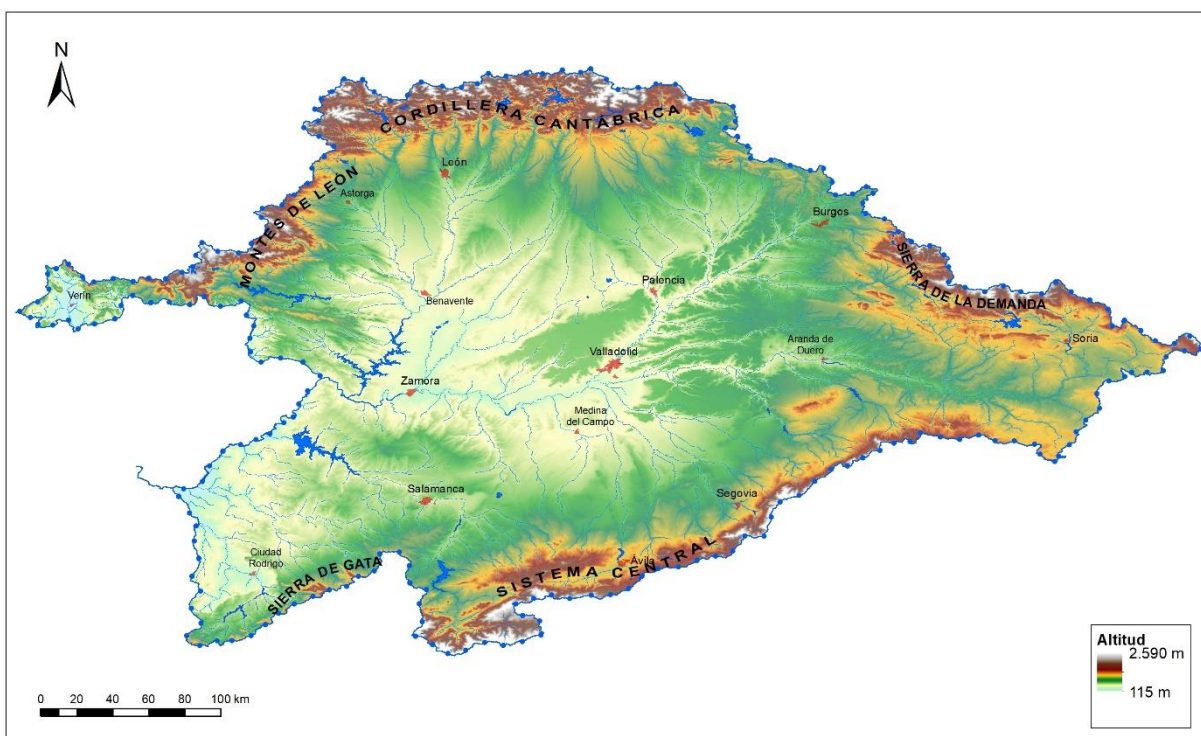 N
CORDILLERA CANTÁBRICA
León
MONTES DE LEÓN
Astorga
Burgos
SIERRA DE LA DEMANDA
Verín
Benavente
Palencia
Soria
Aranda de
Duero
Valladolid
Zamora
Medina
del Campo
Salamanca
Segovia
Ciudad
Rodrigo
SIERRA DE GATA
SISTEMA CENTRAL
Ávila
Altitud
2.590 m
115 m
0 20 40 60 80 100 km